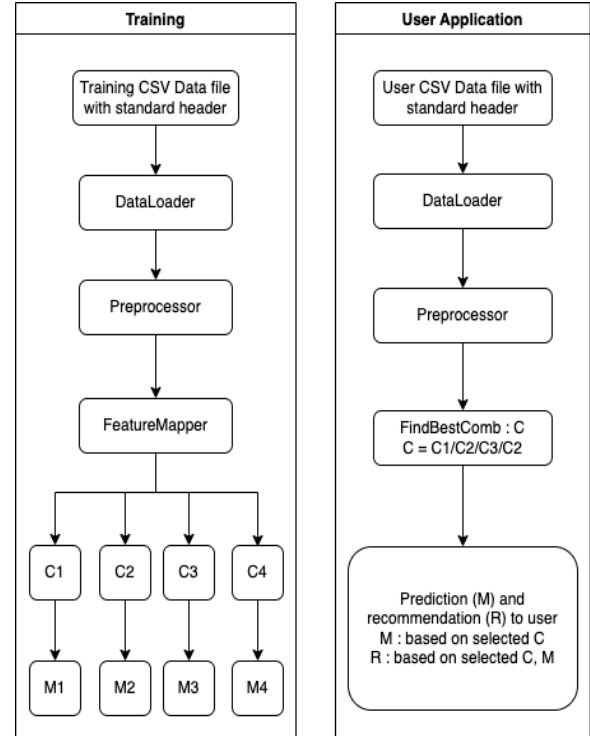 Training
Training CSV Data file
with standard header
DataLoader
Preprocessor
FeatureMapper
C1
C2
C3
C4
M1
M2
M3
M4
User Application
User CSV Data file with
standard header
DataLoader
Preprocessor
FindBestComb : C
C = C1/C2/C3/C2
Prediction (M) and
recommendation (R) to user
M : based on selected C
R : based on selected C, M